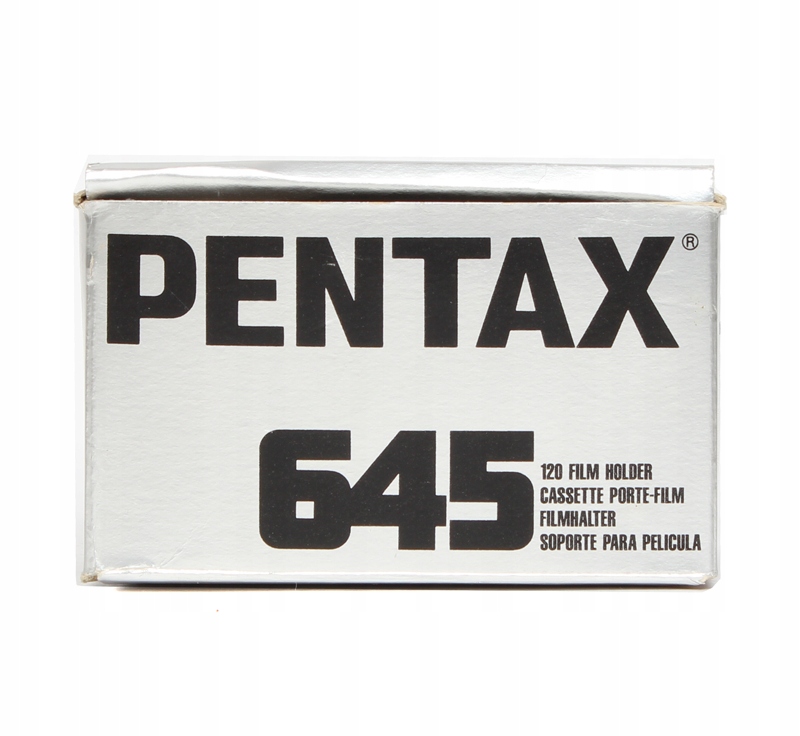 PENTAX®
645
120 FILM HOLDER
CASSETTE PORTE-FILM
FILMHALTER
SOPORTE PARA PELICULA